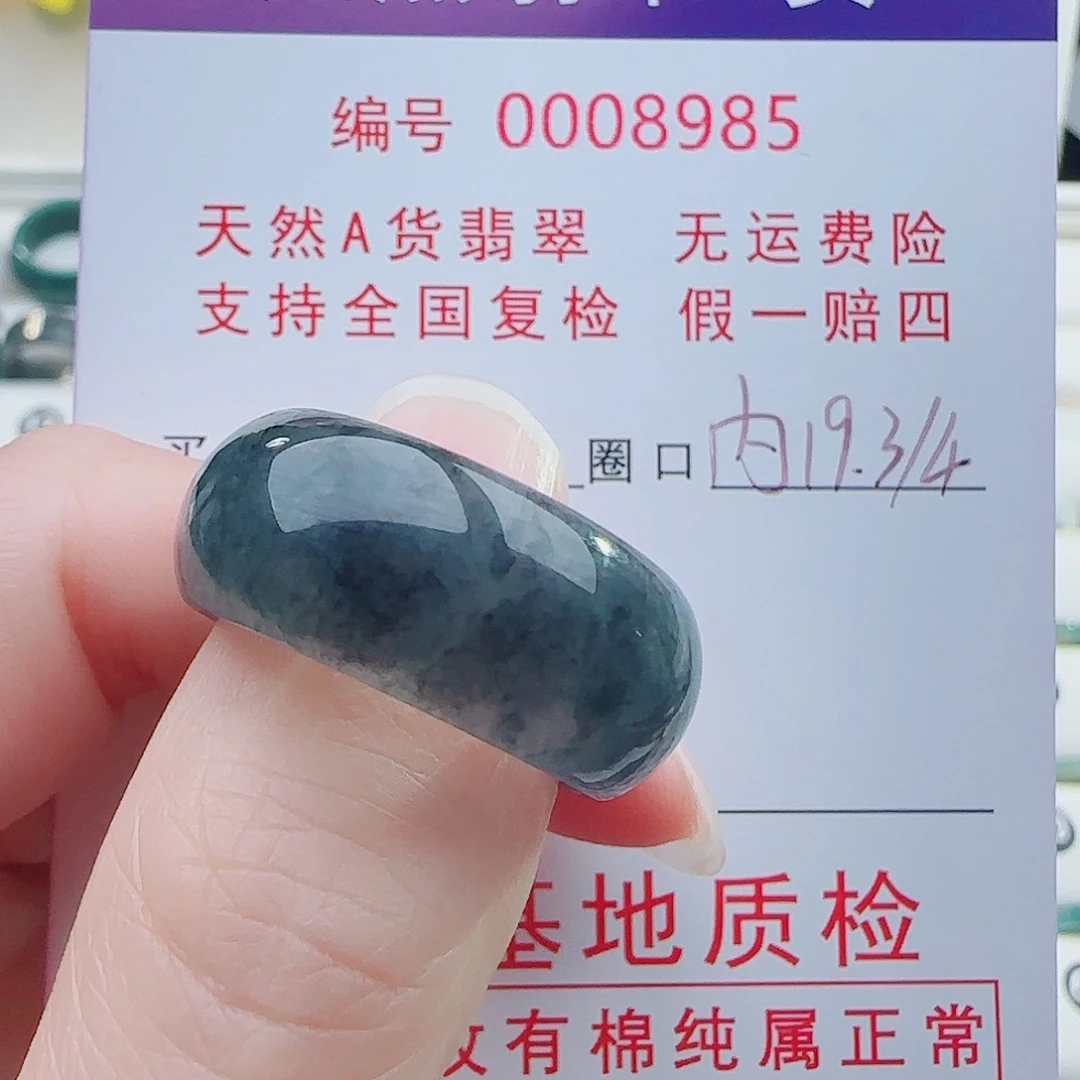 编号 0008985
天然A货翡翠 无运费险
支持全国复检 假一赔四
圈口 内19.3/4
基地质检
有棉纯属正常